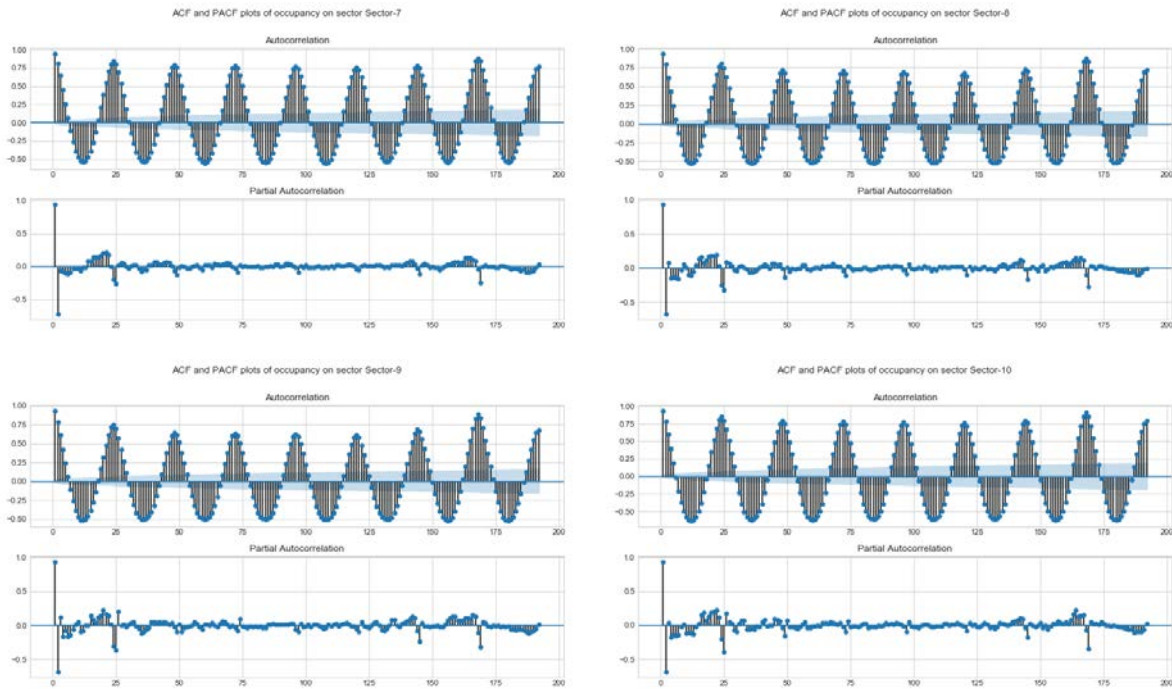 ACF and PACF plots of occupancy on sector Sector-7
Autocorrelation
1.00
0.75
0.50
0.25
0.00
−0.25
−0.50
0 25 50 75 100 125 150 175 200
Partial Autocorrelation
1.0
0.5
0.0
−0.5
0 25 50 75 100 125 150 175 200
ACF and PACF plots of occupancy on sector Sector-8
Autocorrelation
1.00
0.75
0.50
0.25
0.00
−0.25
−0.50
0 25 50 75 100 125 150 175 200
Partial Autocorrelation
1.0
0.5
0.0
−0.5
0 25 50 75 100 125 150 175 200
ACF and PACF plots of occupancy on sector Sector-9
Autocorrelation
1.00
0.75
0.50
0.25
0.00
−0.25
−0.50
0 25 50 75 100 125 150 175 200
Partial Autocorrelation
1.0
0.5
0.0
−0.5
0 25 50 75 100 125 150 175 200
ACF and PACF plots of occupancy on sector Sector-10
Autocorrelation
1.00
0.75
0.50
0.25
0.00
−0.25
−0.50
0 25 50 75 100 125 150 175 200
Partial Autocorrelation
1.0
0.5
0.0
−0.5
0 25 50 75 100 125 150 175 200